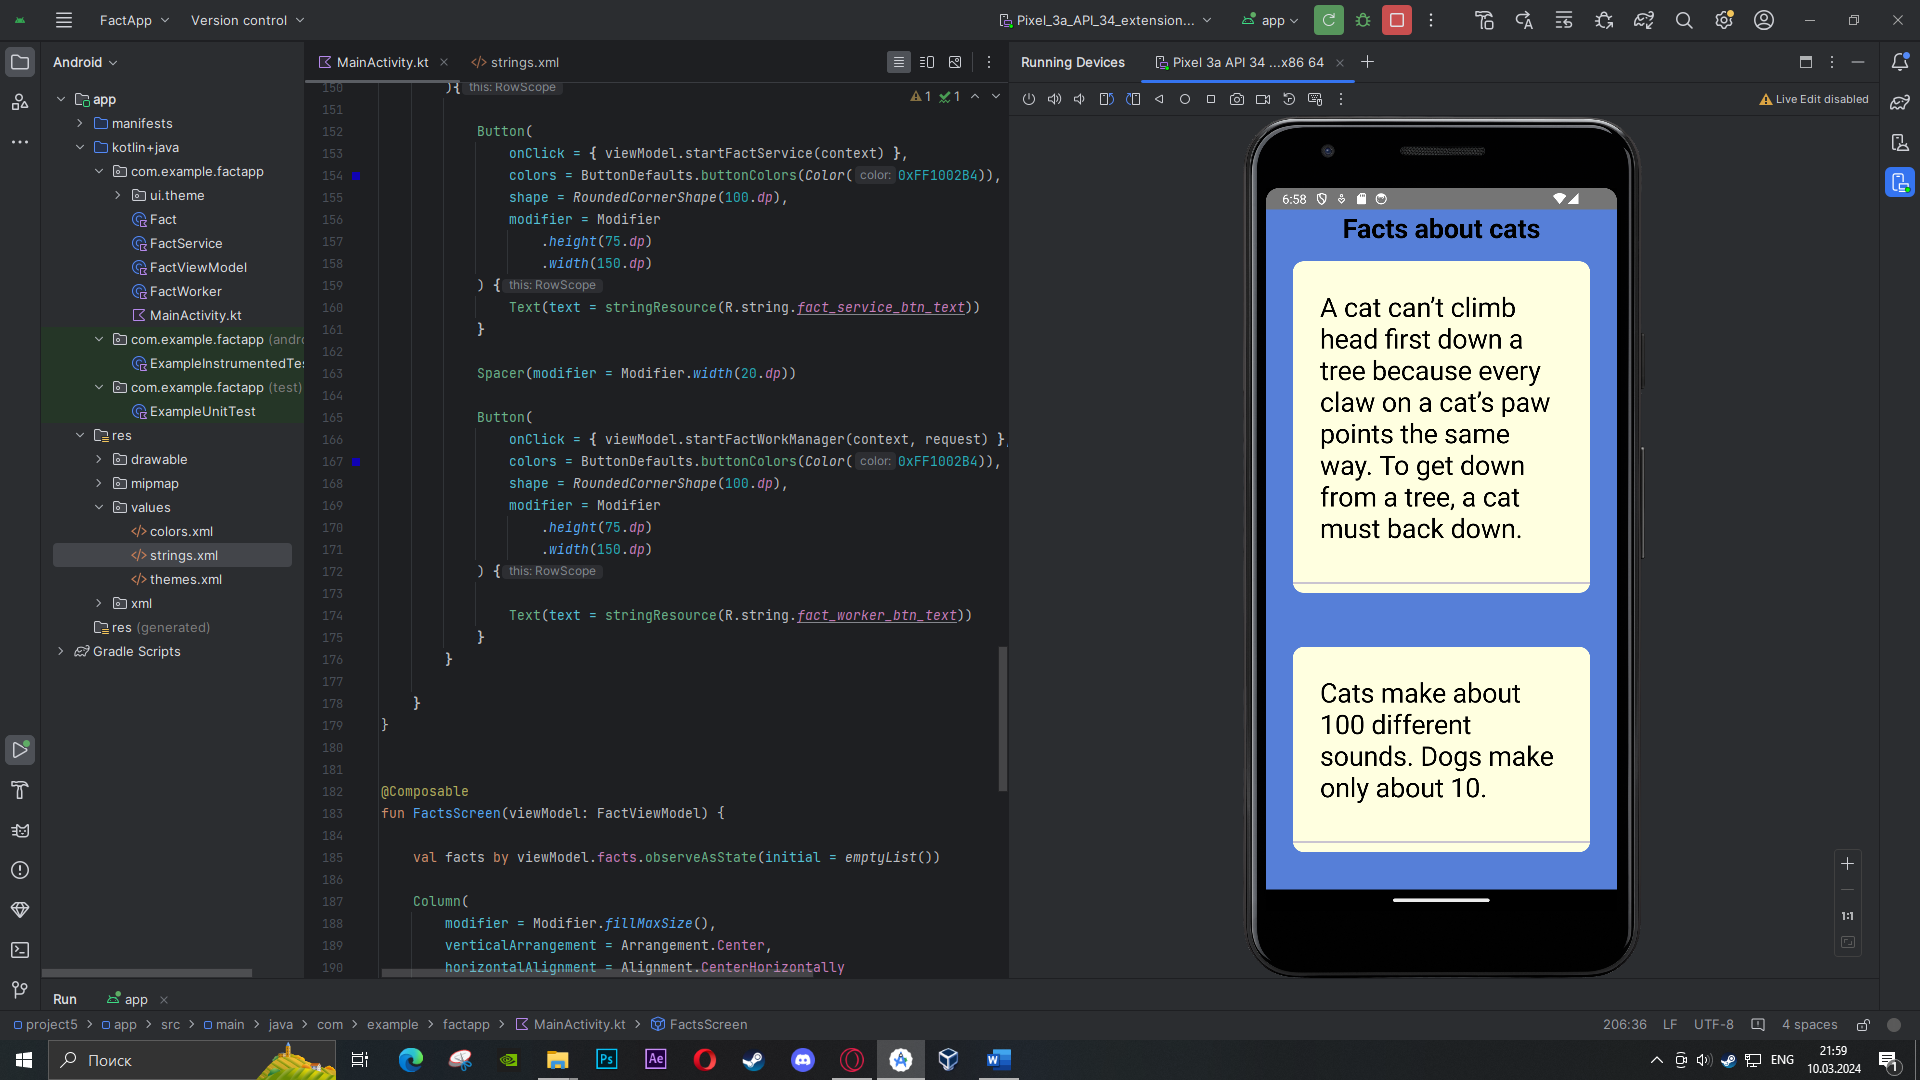 FactApp
Version control
Pixel_3a_API_34_extension...
app
Android
MainActivity.kt
strings.xml
Running Devices
Pixel 3a API 34 ...x86 64
Live Edit disabled
app
manifests
kotlin+java
com.example.factapp
ui.theme
Fact
FactService
FactViewModel
FactWorker
MainActivity.kt
com.example.factapp (andro
ExampleInstrumentedTes
com.example.factapp (test)
ExampleUnitTest
res
drawable
mipmap
values
colors.xml
strings.xml
themes.xml
xml
res (generated)
Gradle Scripts
1 1
150 ){ this: RowScope
151
152 Button(
153 onClick = { viewModel.startFactService(context) },
154 colors = ButtonDefaults.buttonColors(Color( color: 0xFF1002B4)),
155 shape = RoundedCornerShape(100.dp),
156 modifier = Modifier
157 .height(75.dp)
158 .width(150.dp)
159 ) { this: RowScope
160 Text(text = stringResource(R.string.fact_service_btn_text))
161 }
162
163 Spacer(modifier = Modifier.width(20.dp))
164
165 Button(
166 onClick = { viewModel.startFactWorkManager(context, request) },
167 colors = ButtonDefaults.buttonColors(Color( color: 0xFF1002B4)),
168 shape = RoundedCornerShape(100.dp),
169 modifier = Modifier
170 .height(75.dp)
171 .width(150.dp)
172 ) { this: RowScope
173
174 Text(text = stringResource(R.string.fact_worker_btn_text))
175 }
176 }
177
178 }
179 }
180
181
182 @Composable
183 fun FactsScreen(viewModel: FactViewModel) {
184
185 val facts by viewModel.facts.observeAsState(initial = emptyList())
186
187 Column(
188 modifier = Modifier.fillMaxSize(),
189 verticalArrangement = Arrangement.Center,
190 horizontalAlignment = Alignment.CenterHorizontally
6:58
Facts about cats
A cat can’t climb
head first down a
tree because every
claw on a cat’s paw
points the same
way. To get down
from a tree, a cat
must back down.
Cats make about
100 different
sounds. Dogs make
only about 10.
1:1
Run
app
project5 > app > src > main > java > com > example > factapp > MainActivity.kt > FactsScreen
206:36 LF UTF-8 4 spaces
Поиск
Ps
Ae
W
ENG
21:59
10.03.2024
1